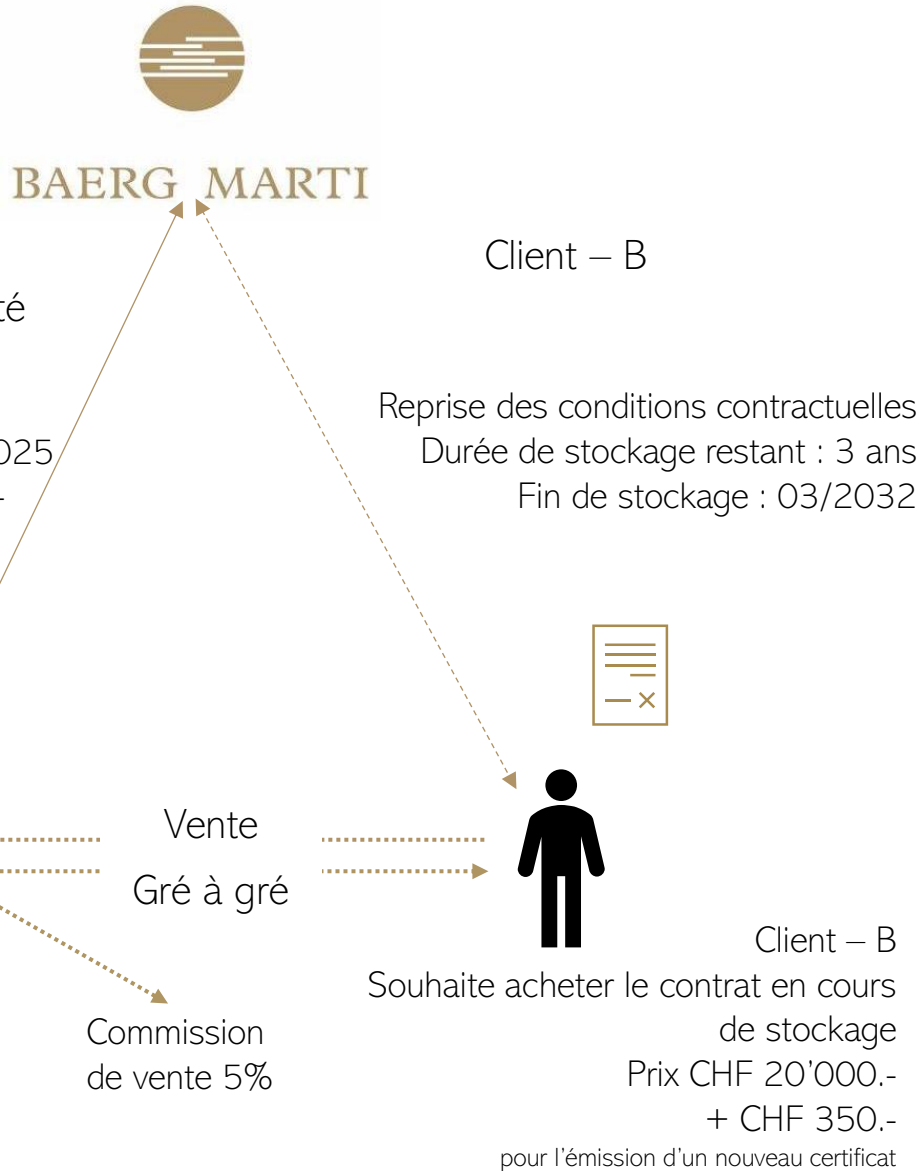 BAERG MARTI
Client – B
té
025
-
Reprise des conditions contractuelles
Durée de stockage restant : 3 ans
Fin de stockage : 03/2032
Vente
Gré à gré
Commission
de vente 5%
Client – B
Souhaite acheter le contrat en cours
de stockage
Prix CHF 20’000.-
+ CHF 350.-
pour l’émission d’un nouveau certificat